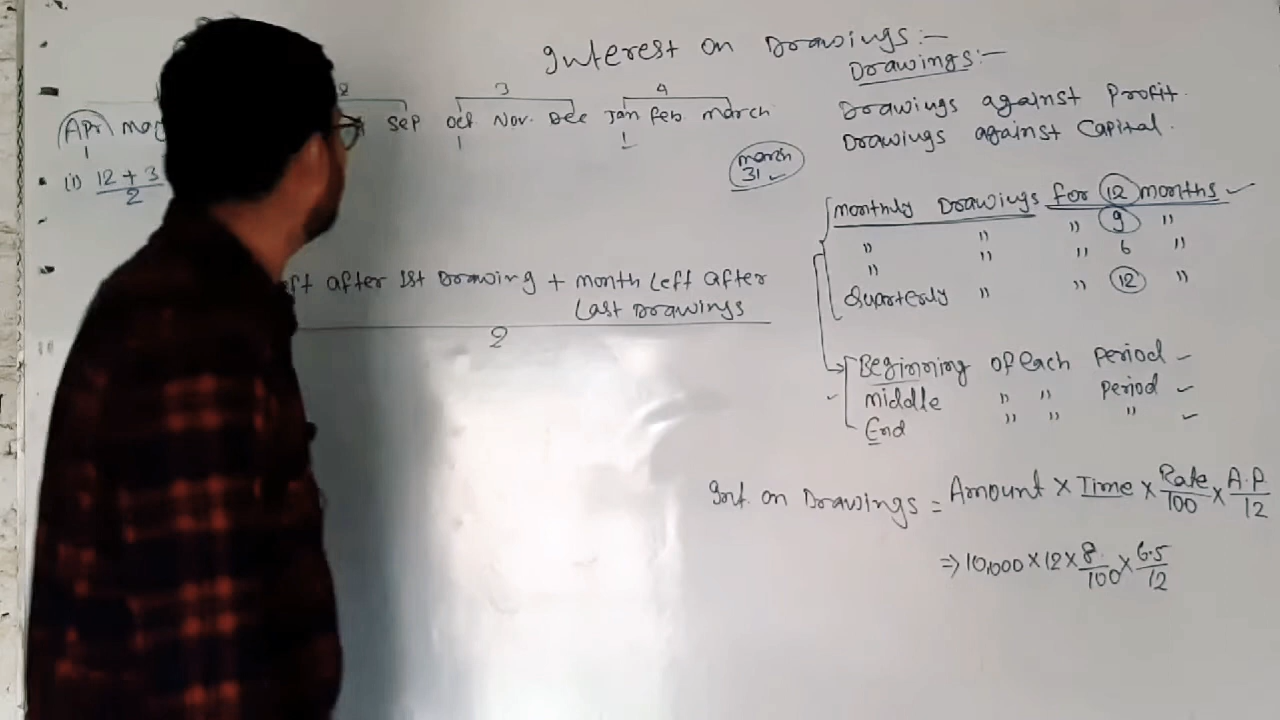 Interest on Drawings:-
Drawings:-
2 3 4
Apr may Sep Oct Nov. Dec Jan Feb march
1 1 1
Drawings against Profit.
Drawings against Capital.
march
31 ✓
(i) 12 + 3
2
monthly Drawings for 12 months ✓
" " " 9 "
" " " 6 "
Quarterly " " 12 "
after 1st Drawing + month Left after
Last Drawings
2
Beginning of each Period -
middle " " Period -
End " " " -
Int. on Drawings = Amount × Time × Rate/100 × A.P/12
⇒ 10,000 × 12 × 8/100 × 6.5/12